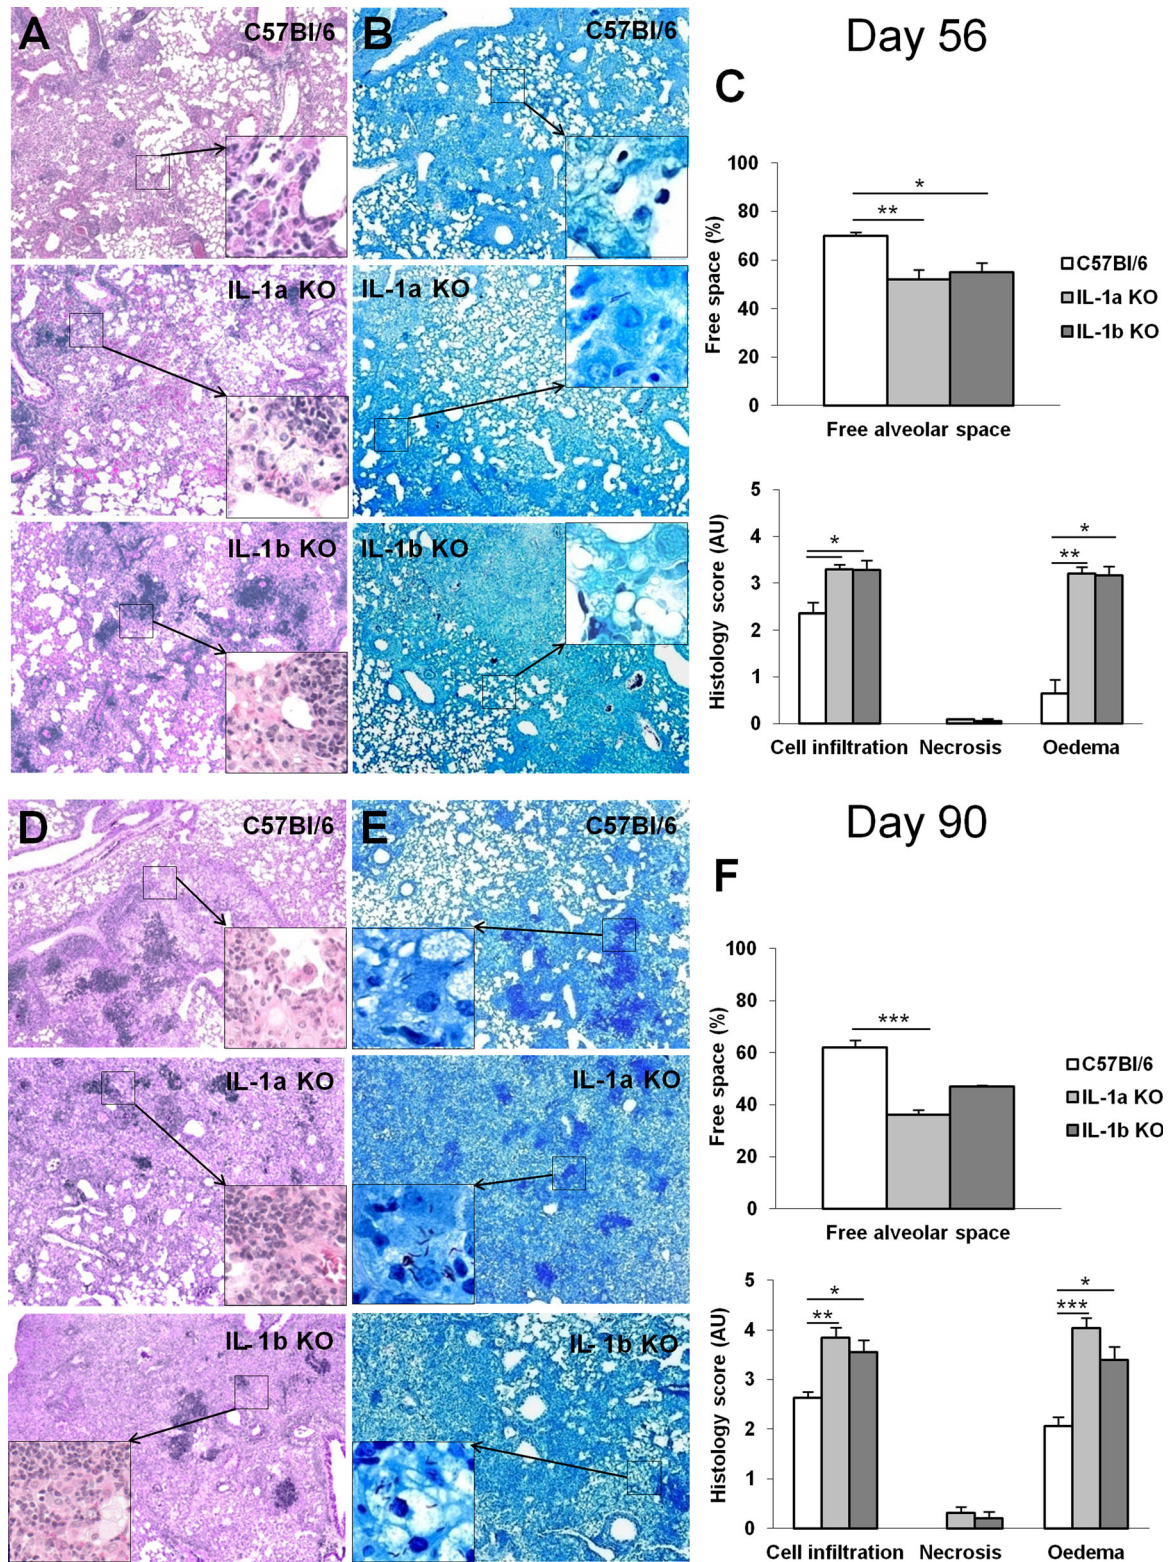 A
C57Bl/6
B
C57Bl/6
Day 56
C
100
80
60
40
20
0
Free space (%)
*
**
Free alveolar space
C57Bl/6
IL-1a KO
IL-1b KO
IL-1a KO
IL-1a KO
IL-1b KO
IL-1b KO
5
4
3
2
1
0
Histology score (AU)
*
*
**
Cell infiltration
Necrosis
Oedema
D
C57Bl/6
E
C57Bl/6
Day 90
F
100
80
60
40
20
0
Free space (%)
***
Free alveolar space
C57Bl/6
IL-1a KO
IL-1b KO
IL-1a KO
IL-1a KO
IL-1b KO
IL-1b KO
5
4
3
2
1
0
Histology score (AU)
*
**
*
***
Cell infiltration
Necrosis
Oedema